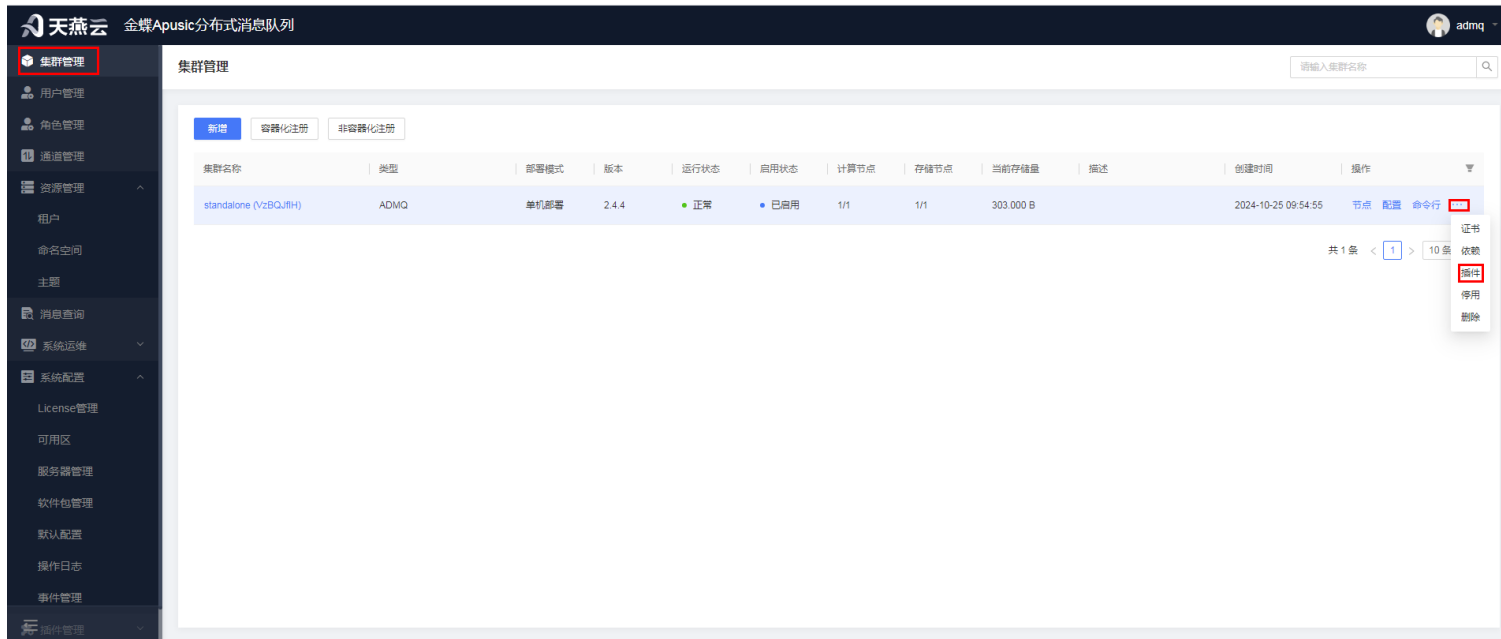 天燕云 金蝶Apusic分布式消息队列 admq
集群管理
用户管理
角色管理
通道管理
资源管理
租户
命名空间
主题
消息查询
系统运维
系统配置
License管理
可用区
服务器管理
软件包管理
默认配置
操作日志
事件管理
插件管理
集群管理 请输入集群名称
新增 容器化注册 非容器化注册
集群名称 类型 部署模式 版本 运行状态 启用状态 计算节点 存储节点 当前存储量 描述 创建时间 操作
standalone (VzBQJflH) ADMQ 单机部署 2.4.4 正常 已启用 1/1 1/1 303.000 B 2024-10-25 09:54:55 节点 配置 命令行 ···
共 1 条 < 1 > 10 条
证书
依赖
插件
停用
删除